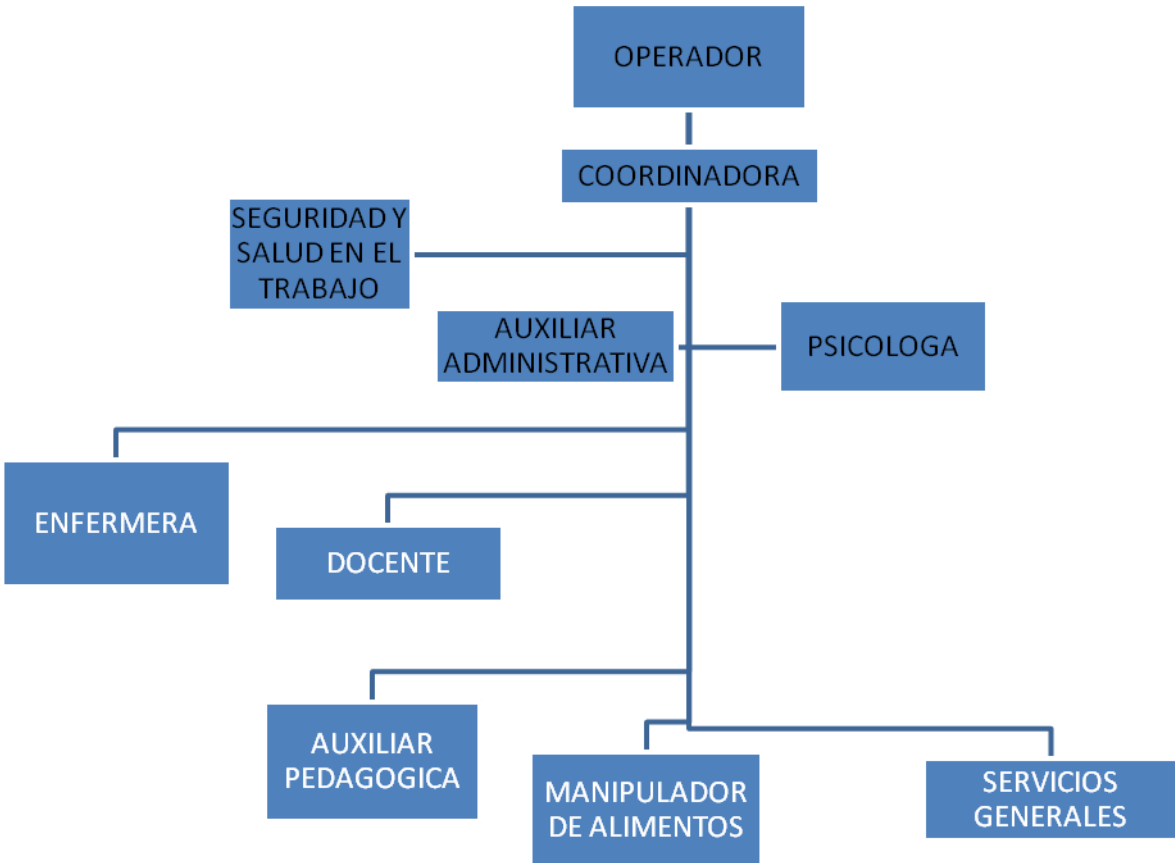 OPERADOR
COORDINADORA
SEGURIDAD Y
SALUD EN EL
TRABAJO
AUXILIAR
ADMINISTRATIVA
PSICOLOGA
ENFERMERA
DOCENTE
AUXILIAR
PEDAGOGICA
MANIPULADOR
DE ALIMENTOS
SERVICIOS
GENERALES